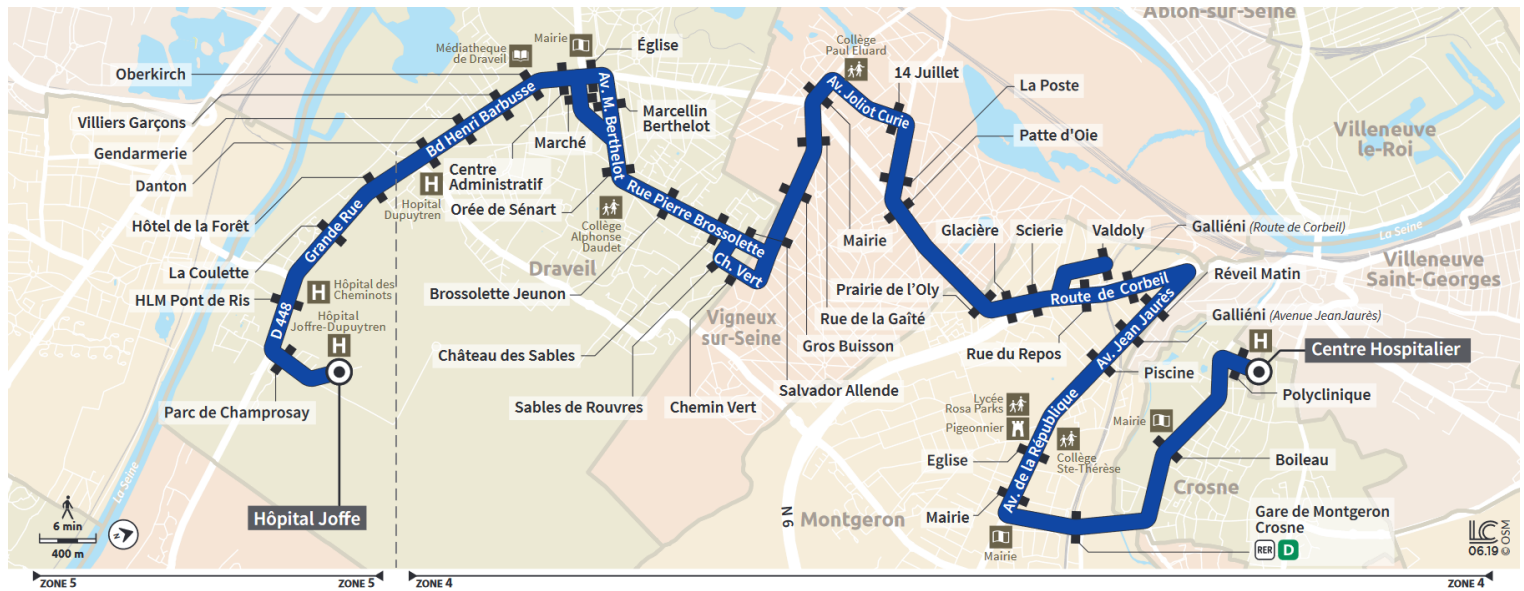 Ablon-sur-Seine
Médiatheque
de Draveil
Mairie
Église
Collège
Paul Eluard
Oberkirch
14 Juillet
La Poste
Villiers Garçons
Gendarmerie
Danton
Bd Henri Barbusse
Av. M. Berthelot
Marcellin
Berthelot
Marché
Av. Joliot Curie
Patte d'Oie
Villeneuve
le-Roi
Centre
Administratif
Hopital
Dupuytren
Orée de Sénart
Hôtel de la Forêt
Grande Rue
Rue Pierre Brossolette
Collège
Alphonse
Daudet
Mairie
Glacière
Scierie
Valdoly
Galliéni (Route de Corbeil)
La Seine
La Coulette
HLM Pont de Ris
Hôpital des
Cheminots
D 448
Hôpital
Joffre-Dupuytren
Draveil
Ch. Vert
Brossolette Jeunon
Vigneux
sur-Seine
Prairie de l'Oly
Route de Corbeil
Réveil Matin
Villeneuve
Saint-Georges
Rue de la Gaîté
Gros Buisson
Galliéni (Avenue JeanJaurès)
Château des Sables
Rue du Repos
Av. Jean Jaurès
Centre Hospitalier
Piscine
Polyclinique
Salvador Allende
Sables de Rouvres
Chemin Vert
Parc de Champrosay
Lycée
Rosa Parks
Pigeonnier
Av. de la République
Mairie
Eglise
Collège
Ste-Thérèse
Boileau
Crosne
La Seine
6 min
400 m
N
Hôpital Joffe
N 6
Montgeron
Mairie
Mairie
Gare de Montgeron
Crosne
RER D
LC
06.19 © OSM
ZONE 5
ZONE 5
ZONE 4
ZONE 4